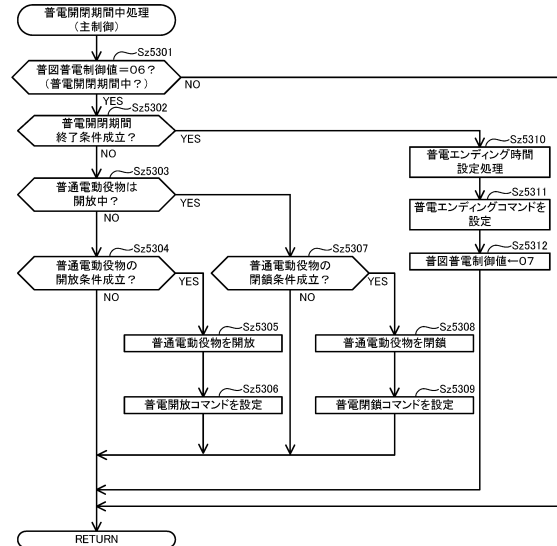 普電開閉期間中処理
(主制御)
Sz5301
普図普電制御値=06?
(普電開閉期間中?)
NO
YES
Sz5302
普電開閉期間
終了条件成立?
YES
NO
Sz5310
普電エンディング時間
設定処理
Sz5303
普通電動役物は
開放中?
YES
NO
Sz5311
普電エンディングコマンドを
設定
Sz5312
普図普電制御値←07
Sz5304
普通電動役物の
開放条件成立?
YES
NO
Sz5307
普通電動役物の
閉鎖条件成立?
YES
NO
Sz5305
普通電動役物を開放
Sz5308
普通電動役物を閉鎖
Sz5306
普電開放コマンドを設定
Sz5309
普電閉鎖コマンドを設定
RETURN